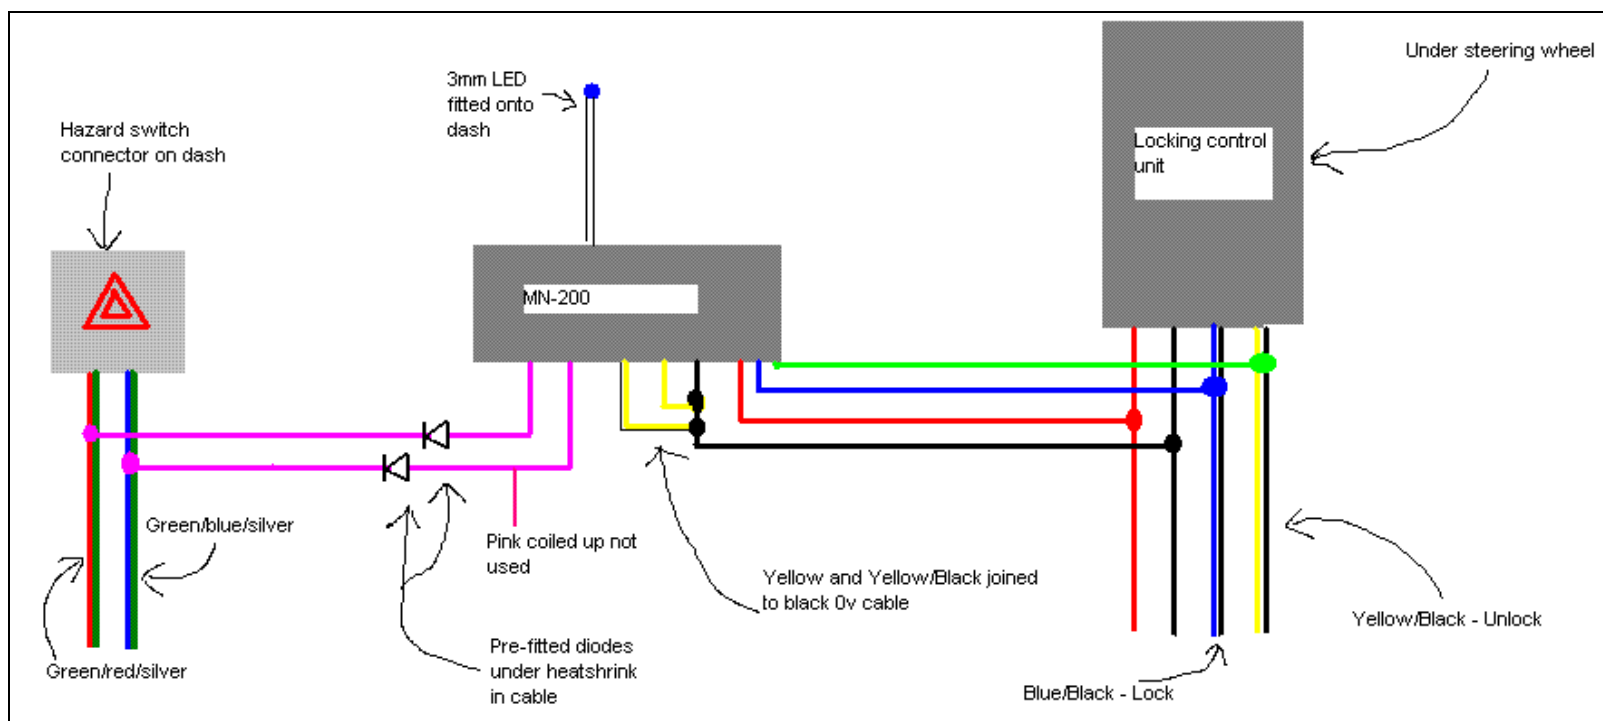 Under steering wheel
3mm LED
fitted onto
dash
Hazard switch
connector on dash
Locking control
unit
MN-200
Green/blue/silver
Pink coiled up not
used
Yellow and Yellow/Black joined
to black 0v cable
Yellow/Black - Unlock
Pre-fitted diodes
under heatshrink
in cable
Green/red/silver
Blue/Black - Lock